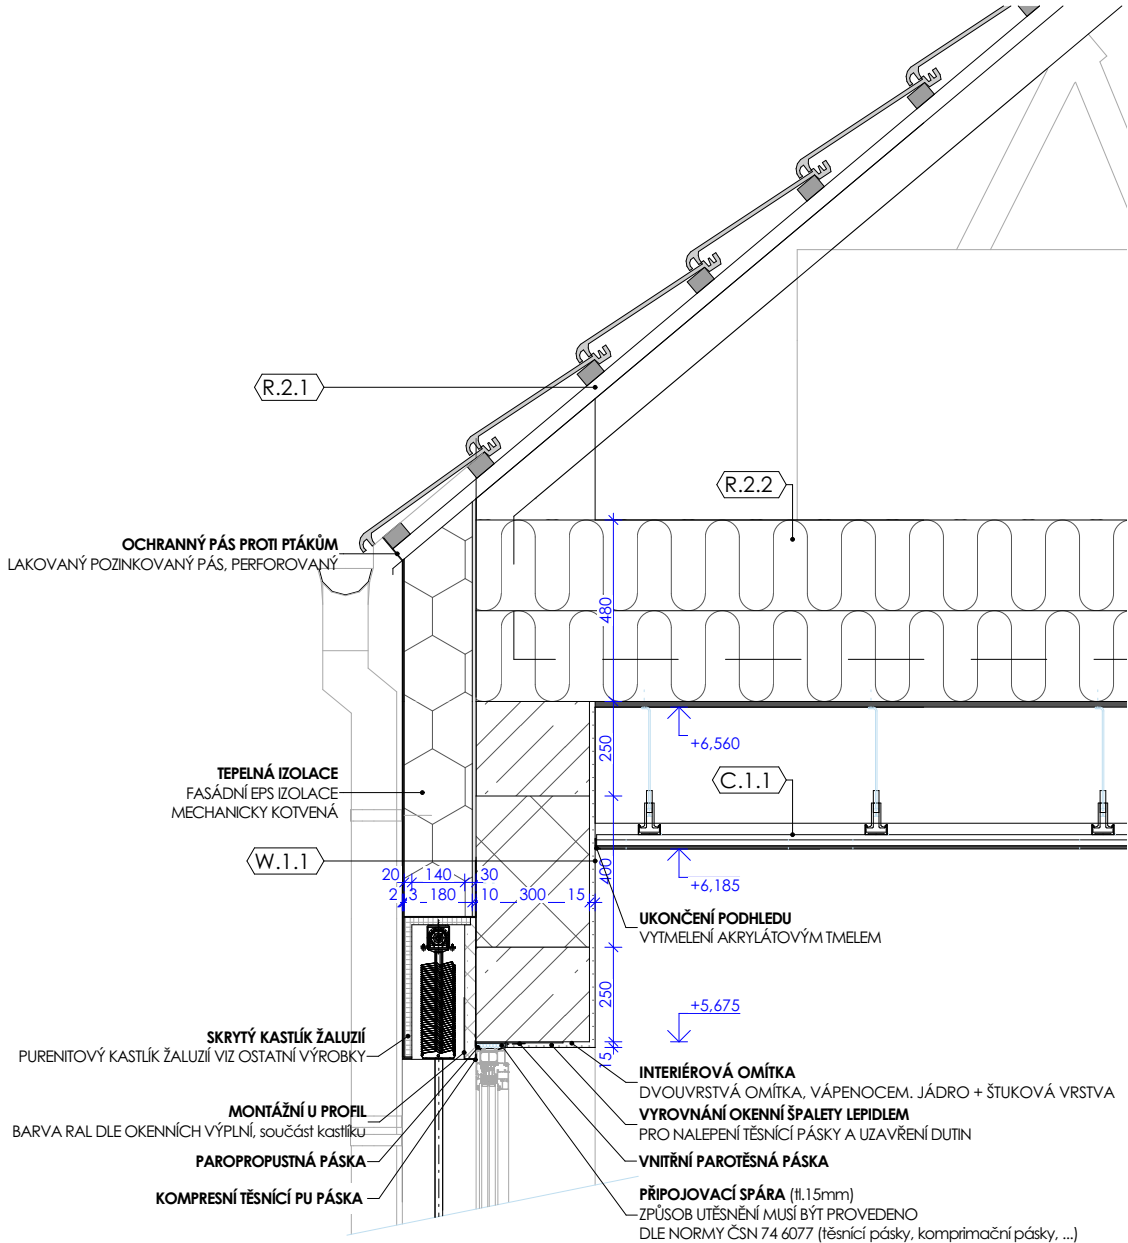 R.2.1
R.2.2
OCHRANNÝ PÁS PROTI PTÁKŮM
LAKOVANÝ POZINKOVANÝ PÁS, PERFOROVANÝ
480
+6,560
250
TEPELNÁ IZOLACE
FASÁDNÍ EPS IZOLACE
MECHANICKY KOTVENÁ
C.1.1
W.1.1
20 140 30
2,3 180 10 300 15
400
+6,185
UKONČENÍ PODHLEDU
VYTMELENÍ AKRYLÁTOVÝM TMELEM
250
+5,675
SKRYTÝ KASTLÍK ŽALUZIÍ
PURENITOVÝ KASTLÍK ŽALUZIÍ VIZ OSTATNÍ VÝROBKY
15
INTERIÉROVÁ OMÍTKA
DVOUVRSTVÁ OMÍTKA, VÁPENOCEM. JÁDRO + ŠTUKOVÁ VRSTVA
MONTÁŽNÍ U PROFIL
BARVA RAL DLE OKENNÍCH VÝPLNÍ, součást kastlíku
VYROVNÁNÍ OKENNÍ ŠPALETY LEPIDLEM
PRO NALEPENÍ TĚSNÍCÍ PÁSKY A UZAVŘENÍ DUTIN
PAROPROPUSTNÁ PÁSKA
VNITŘNÍ PAROTĚSNÁ PÁSKA
KOMPRESNÍ TĚSNÍCÍ PU PÁSKA
PŘIPOJOVACÍ SPÁRA (tl.15mm)
ZPŮSOB UTĚSNĚNÍ MUSÍ BÝT PROVEDENO
DLE NORMY ČSN 74 6077 (těsnící pásky, komprimační pásky, ...)